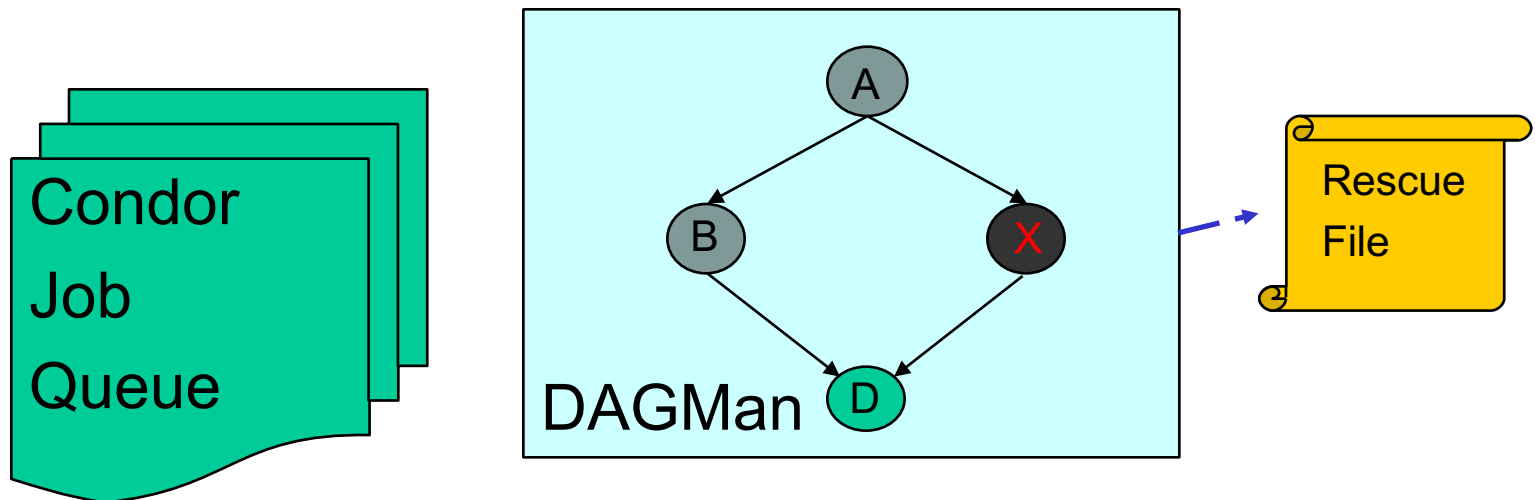 Condor
Job
Queue
A
B
X
D
DAGMan
Rescue
File